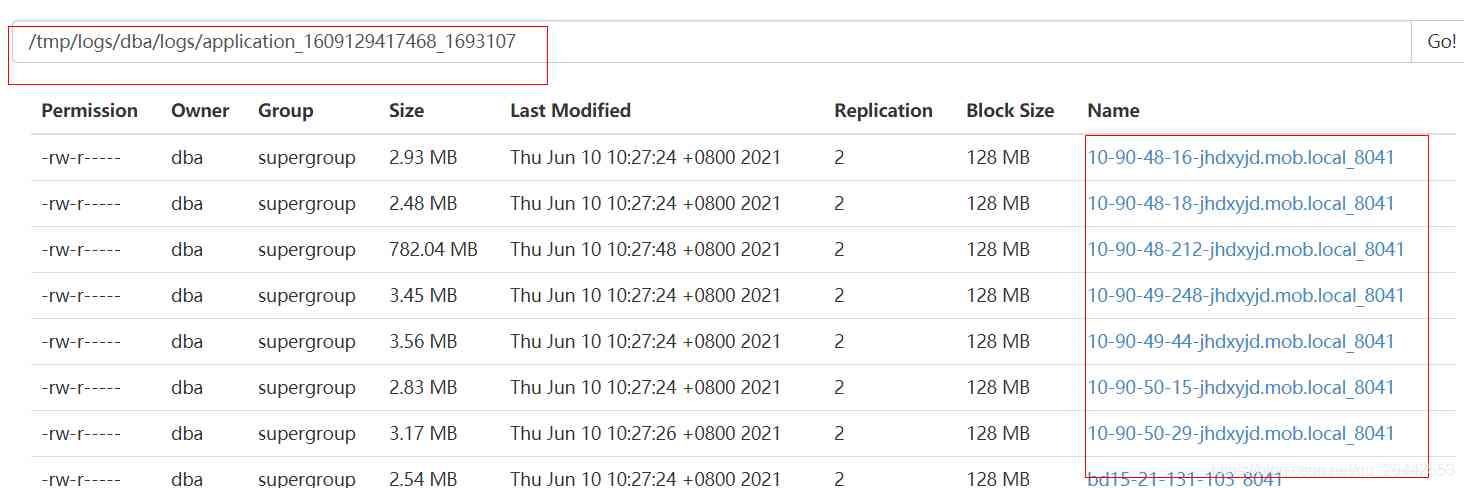 /tmp/logs/dba/logs/application_1609129417468_1693107 Go!
Permission Owner Group Size Last Modified Replication Block Size Name
-rw-r----- dba supergroup 2.93 MB Thu Jun 10 10:27:24 +0800 2021 2 128 MB 10-90-48-16-jhdxyjd.mob.local_8041
-rw-r----- dba supergroup 2.48 MB Thu Jun 10 10:27:24 +0800 2021 2 128 MB 10-90-48-18-jhdxyjd.mob.local_8041
-rw-r----- dba supergroup 782.04 MB Thu Jun 10 10:27:48 +0800 2021 2 128 MB 10-90-48-212-jhdxyjd.mob.local_8041
-rw-r----- dba supergroup 3.45 MB Thu Jun 10 10:27:24 +0800 2021 2 128 MB 10-90-49-248-jhdxyjd.mob.local_8041
-rw-r----- dba supergroup 3.56 MB Thu Jun 10 10:27:24 +0800 2021 2 128 MB 10-90-49-44-jhdxyjd.mob.local_8041
-rw-r----- dba supergroup 2.83 MB Thu Jun 10 10:27:24 +0800 2021 2 128 MB 10-90-50-15-jhdxyjd.mob.local_8041
-rw-r----- dba supergroup 3.17 MB Thu Jun 10 10:27:26 +0800 2021 2 128 MB 10-90-50-29-jhdxyjd.mob.local_8041
-rw-r----- dba supergroup 2.54 MB Thu Jun 10 10:27:24 +0800 2021 2 128 MB bd15-21-131-103_8041